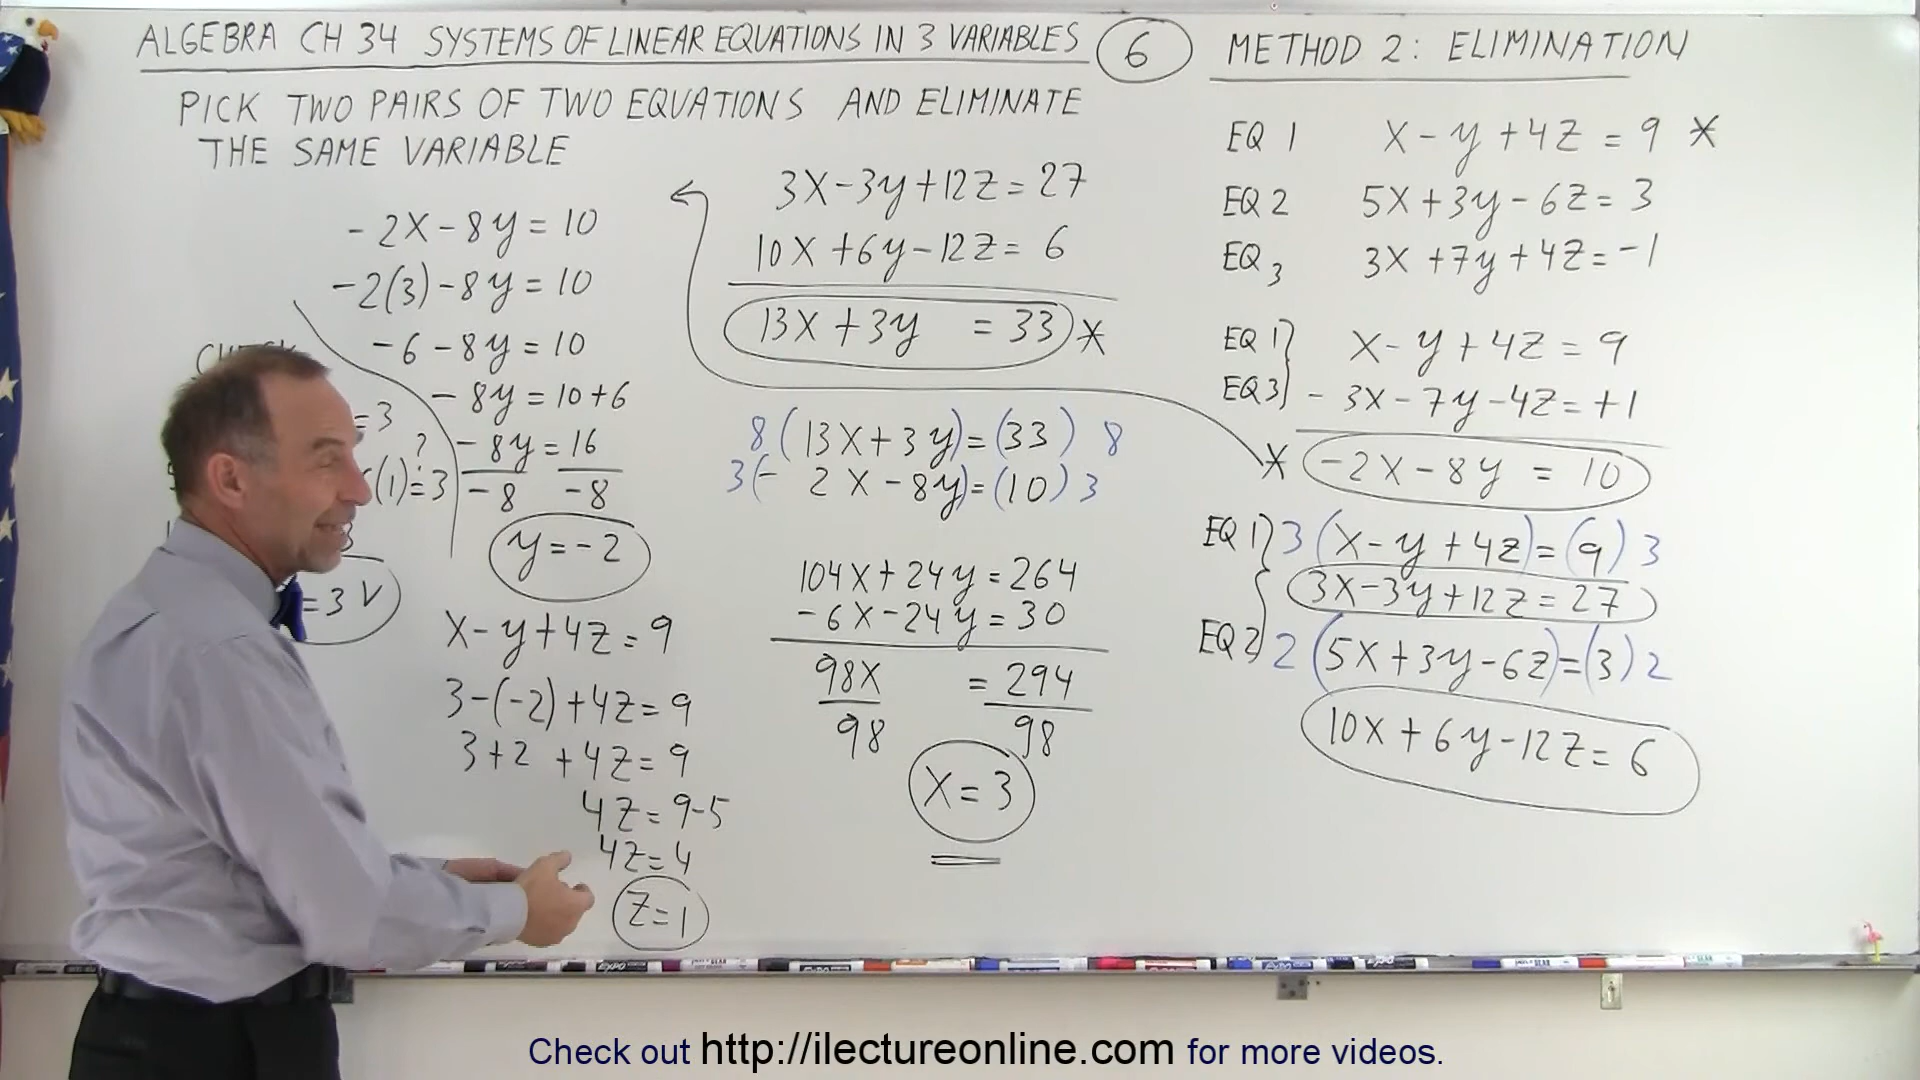 ALGEBRA CH 34 SYSTEMS OF LINEAR EQUATIONS IN 3 VARIABLES
6
METHOD 2: ELIMINATION
PICK TWO PAIRS OF TWO EQUATIONS AND ELIMINATE
THE SAME VARIABLE
-2X-8y=10
-2(3)-8y=10
-6-8y=10
-8y=10+6
-8y=16
-8 -8
y=-2
=3
?
(1)=3
=3 V
X-y+4Z=9
3-(-2)+4Z=9
3+2 +4Z=9
4Z=9-5
4Z=4
Z=1
3X-3y+12Z=27
10X+6y-12Z=6
13X+3y =33 *
8(13X+3y)=(33)8
3(-2X-8y)=(10)3
104X+24y=264
-6X-24y=30
98X =294
98 98
X=3
EQ 1 X-y+4Z=9 *
EQ 2 5X+3y-6Z=3
EQ 3 3X+7y+4Z=-1
EQ 1} X-y+4Z=9
EQ 3} -3X-7y-4Z=+1
* -2X-8y=10
EQ 1} 3(X-y+4Z)=(9)3
3X-3y+12Z=27
EQ 2} 2(5X+3y-6Z)=(3)2
10X+6y-12Z=6
Check out http://ilectureonline.com for more videos.